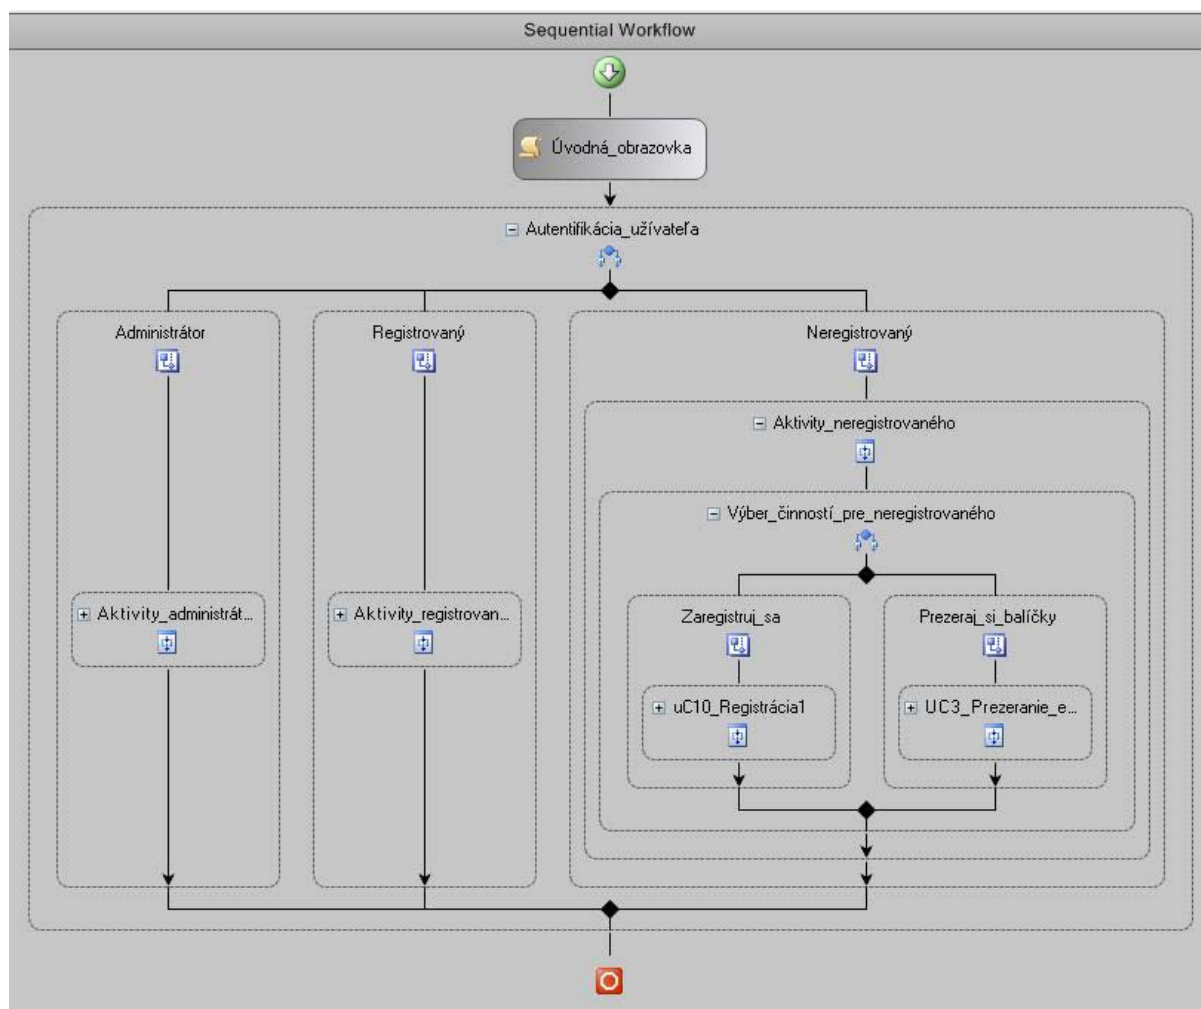 Sequential Workflow
Úvodná_obrazovka
Autentifikácia_užívateľa
Administrátor
Registrovaný
Neregistrovaný
Aktivity_neregistrovaného
Výber_činností_pre_neregistrovaného
Aktivity_administrát...
Aktivity_registrovan...
Zaregistruj_sa
Prezeraj_si_balíčky
uC10_Registrácia1
UC3_Prezeranie_e...